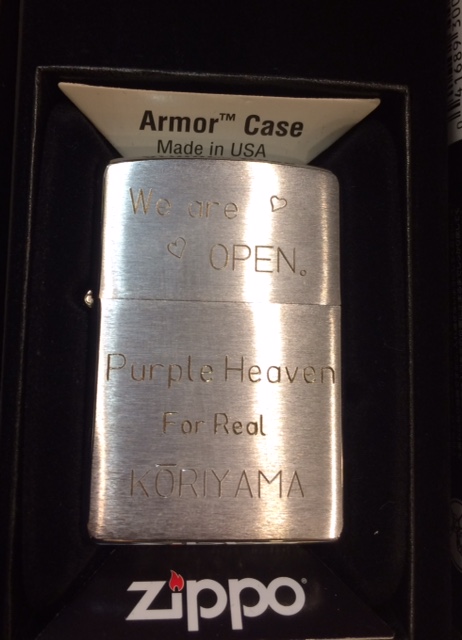 Armor™ Case
Made in USA
We are ♡
♡ OPEN。
Purple Heaven
For Real
KŌRIYAMA
zippo®